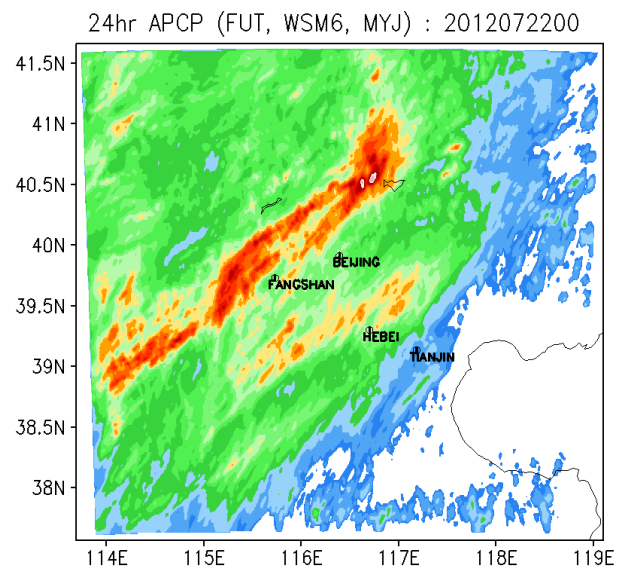 24hr APCP (FUT, WSM6, MYJ) : 2012072200
41.5N
41N
40.5N
40N
BEIJING
FANGSHAN
39.5N
HEBEI
39N
TIANJIN
38.5N
38N
114E 115E 116E 117E 118E 119E